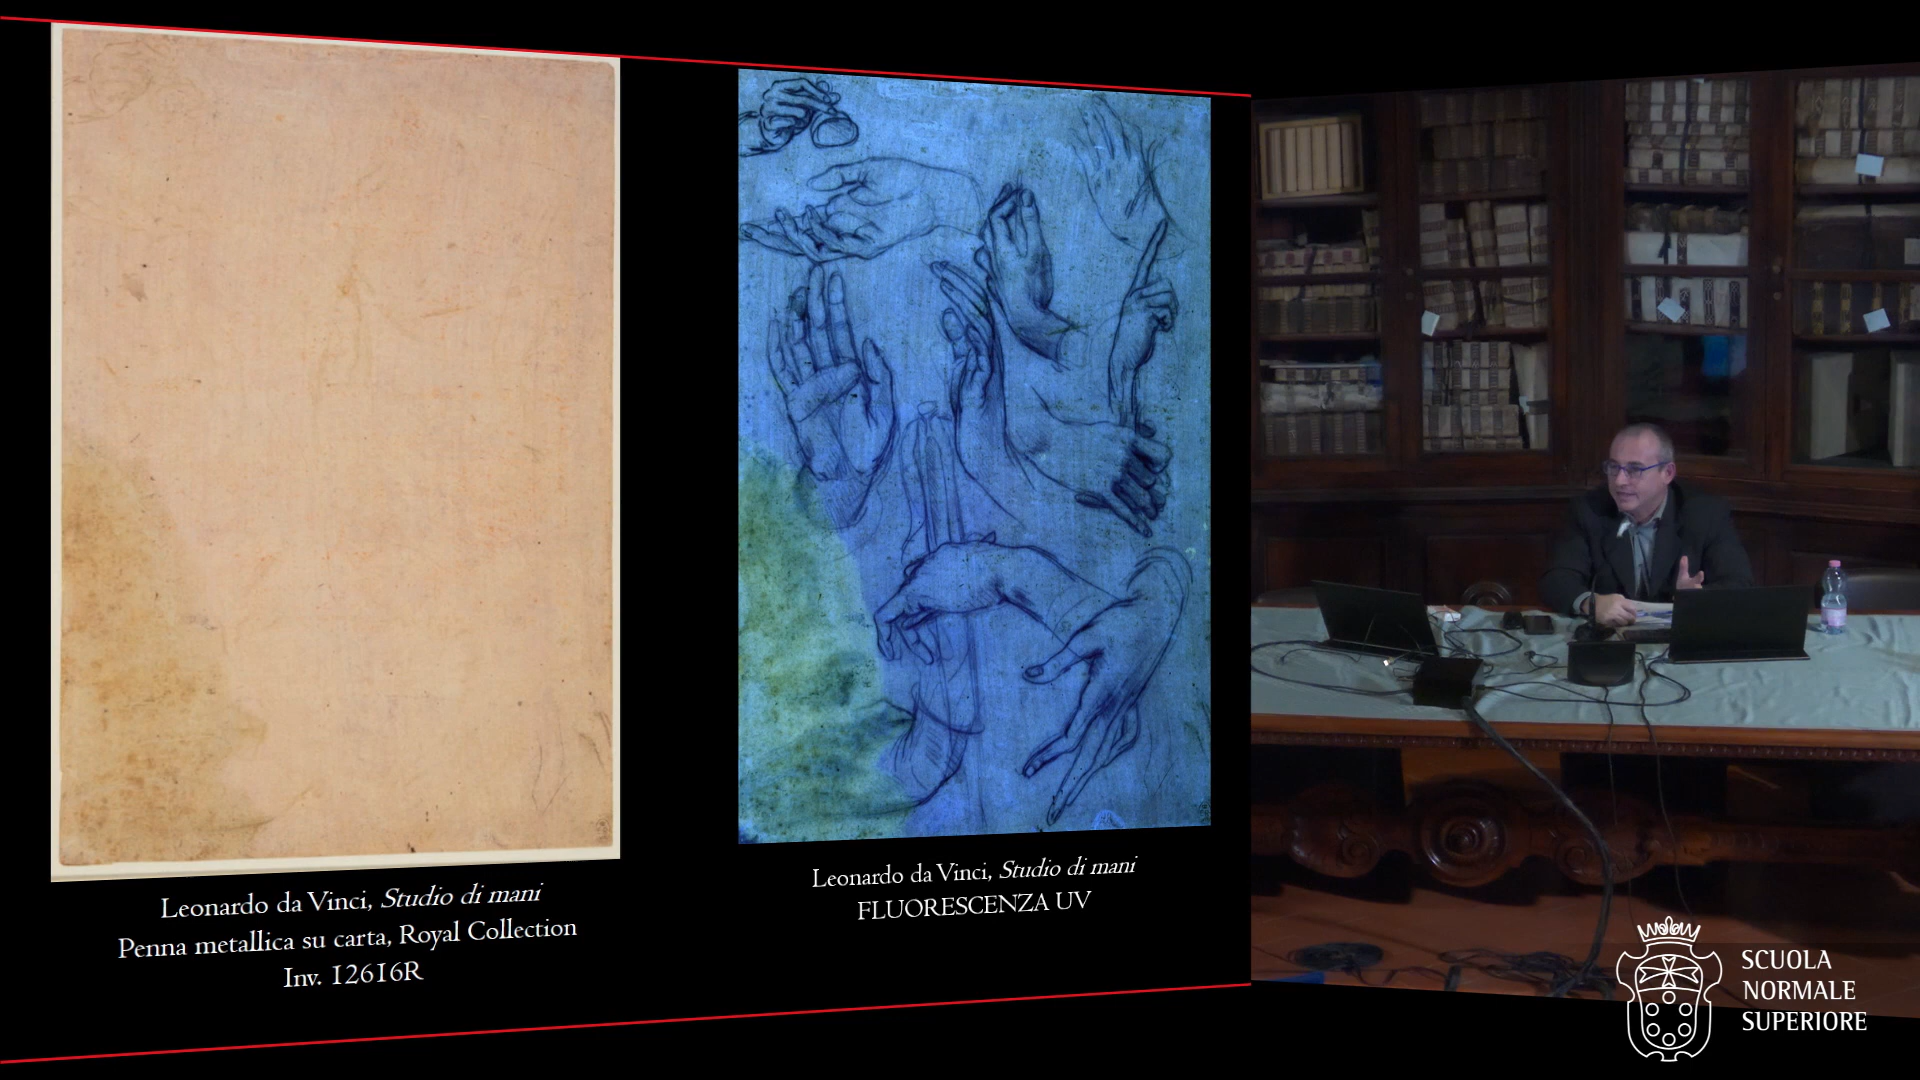 Leonardo da Vinci, Studio di mani
Penna metallica su carta, Royal Collection
Inv. 12616R
Leonardo da Vinci, Studio di mani
FLUORESCENZA UV
SCUOLA
NORMALE
SUPERIORE